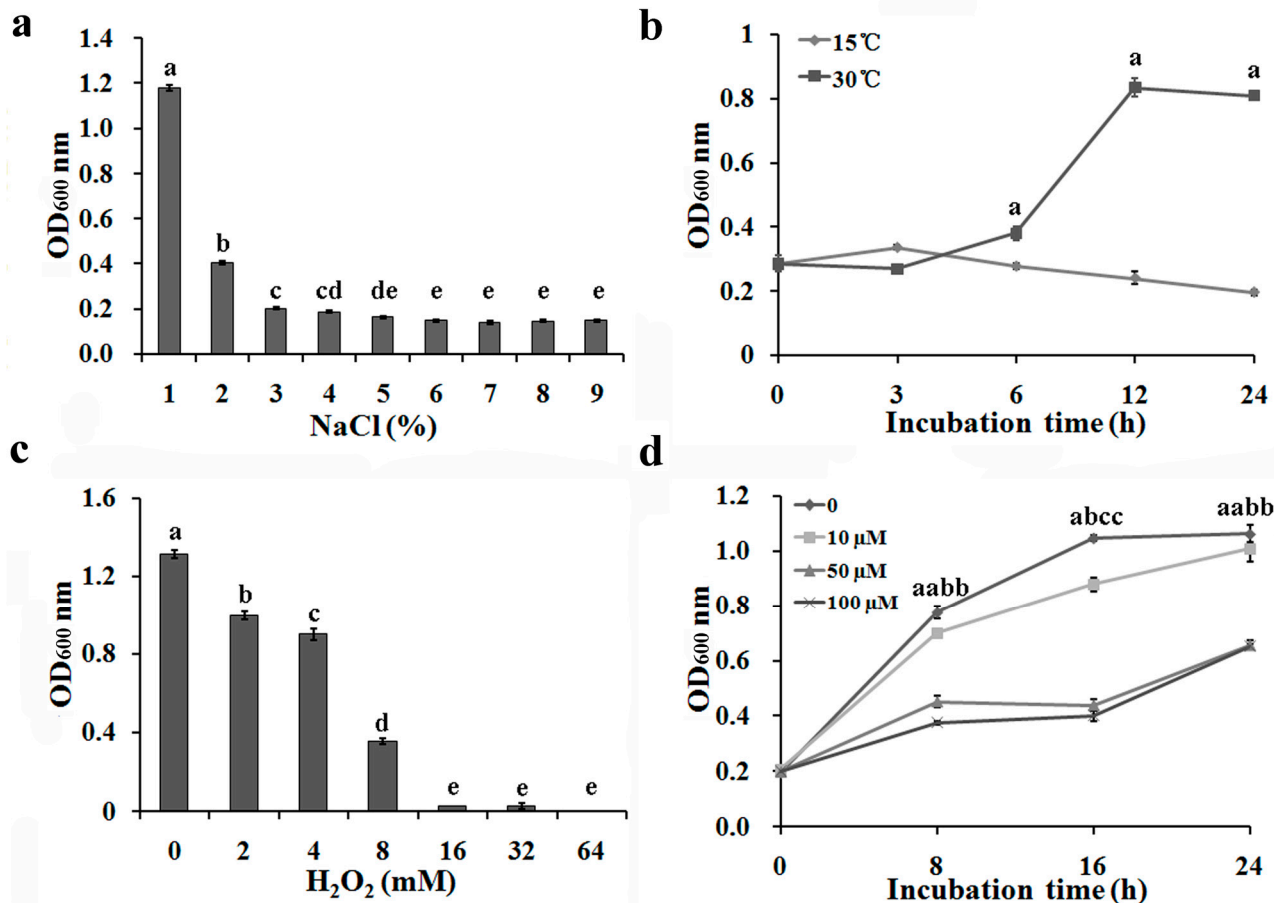 a
1.4
1.2
1.0
0.8
0.6
0.4
0.2
0.0
OD600 nm
a
b
c
cd
de
e
e
e
e
1 2 3 4 5 6 7 8 9
NaCl (%)
b
15℃
30℃
1
0.8
0.6
0.4
0.2
0
OD600 nm
a
a
a
0 3 6 12 24
Incubation time (h)
c
1.6
1.2
0.8
0.4
0
OD600 nm
a
b
c
d
e
e
e
0 2 4 8 16 32 64
H₂O₂ (mM)
d
0
10 μM
50 μM
100 μM
1.2
1.0
0.8
0.6
0.4
0.2
0.0
OD600 nm
aabb
abcc
aabb
0 8 16 24
Incubation time (h)